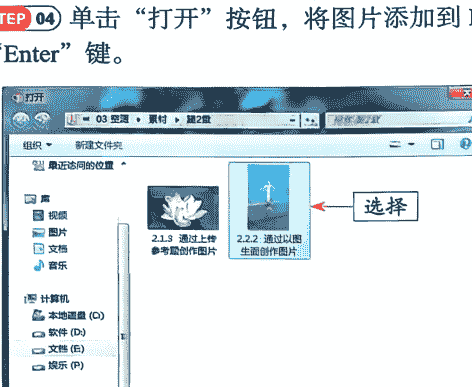 STEP 04 单击“打开”按钮，将图片添加到
“Enter”键。
打开
03 空薄 素材 第2章
组织 新建文件夹
最近访问的位置
库
视频
图片
文档
音乐
计算机
本地磁盘 (C:)
软件 (D:)
文档 (E:)
娱乐 (P:)
2.1.3 通过上传
参考题创作图片
2.2.2 通过以图
生面创作图片
选择